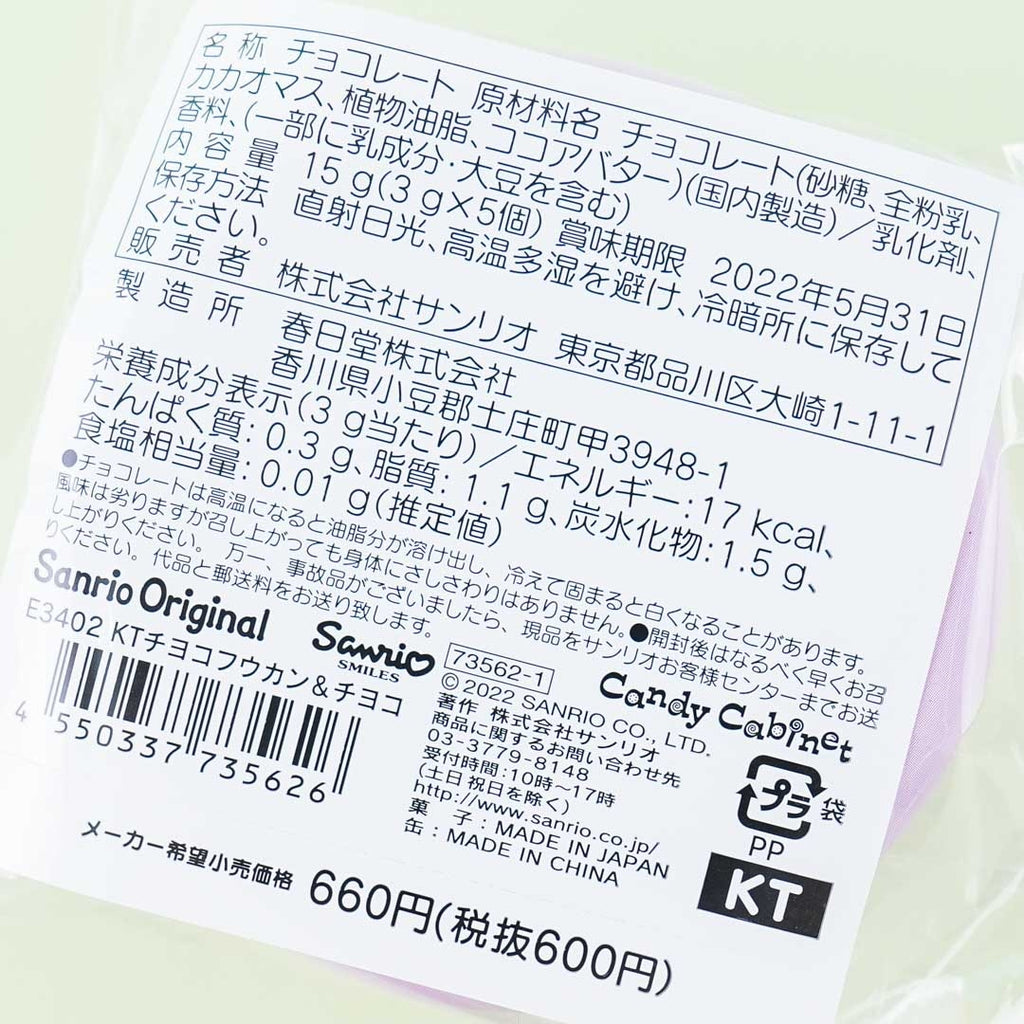 名称 チョコレート 原材料名 チョコレート(砂糖、全粉乳、
カカオマス、植物油脂、ココアバター)(国内製造)／乳化剤、
香料、(一部に乳成分・大豆を含む)
内容量 15g(3g×5個) 賞味期限 2022年5月31日
保存方法 直射日光、高温多湿を避け、冷暗所に保存して
ください。
販売者 株式会社サンリオ 東京都品川区大崎1-11-1
製造所 春日堂株式会社
香川県小豆郡土庄町甲3948-1
栄養成分表示(3g当たり)／エネルギー:17kcal、
たんぱく質:0.3g、脂質:1.1g、炭水化物:1.5g、
食塩相当量:0.01g(推定値)
●チョコレートは高温になると油脂分が溶け出し、冷えて固まると白くなることがあります。
風味は劣りますが召し上がっても身体にさしさわりはありません。●開封後はなるべく早くお召
し上がりください。万一、事故品がございましたら、現品をサンリオお客様センターまでお送
りください。代品と郵送料をお送り致します。
Sanrio Original
E3402 KTチヨコフウカン&チヨコ
4 550337 735626
Sanrio
SMILES
73562-1
©2022 SANRIO CO., LTD.
著作 株式会社サンリオ
商品に関するお問い合わせ先
03-3779-8148
受付時間:10時～17時
(土日祝日を除く)
http://www.sanrio.co.jp/
菓子:MADE IN JAPAN
缶:MADE IN CHINA
Candy Cabinet
プラ 袋
PP
KT
メーカー希望小売価格 660円(税抜600円)